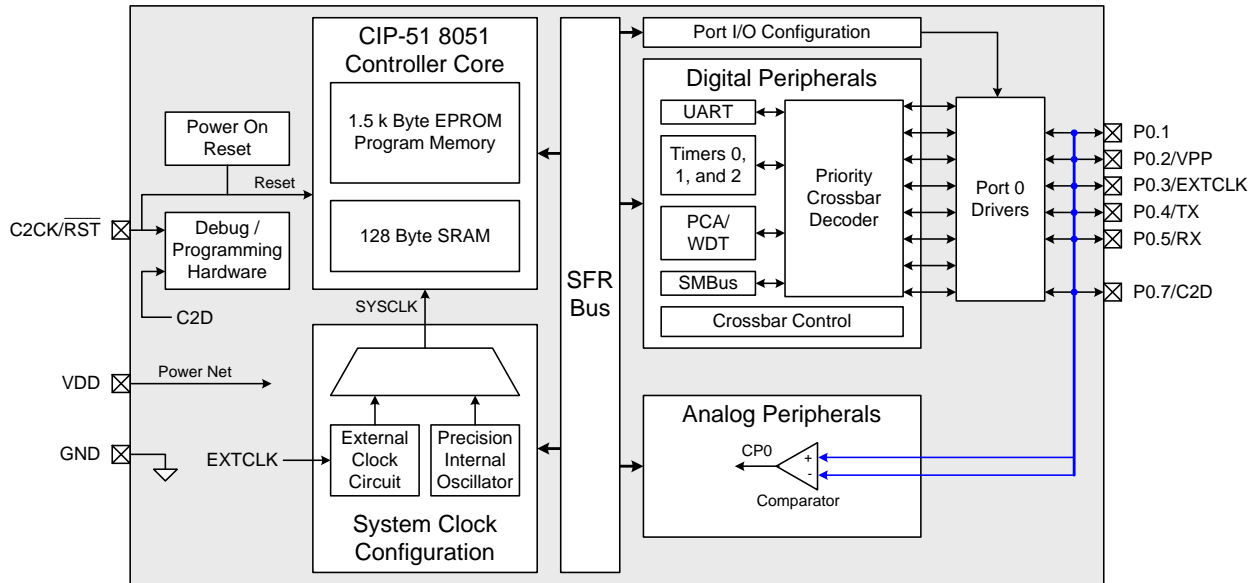 CIP-51 8051
Controller Core
1.5 k Byte EPROM
Program Memory
128 Byte SRAM
Power On
Reset
Reset
C2CK/RST
Debug /
Programming
Hardware
C2D
SYSCLK
VDD
Power Net
GND
EXTCLK
External
Clock
Circuit
Precision
Internal
Oscillator
System Clock
Configuration
SFR
Bus
Port I/O Configuration
Digital Peripherals
UART
Timers 0,
1, and 2
PCA/
WDT
SMBus
Priority
Crossbar
Decoder
Crossbar Control
Port 0
Drivers
P0.1
P0.2/VPP
P0.3/EXTCLK
P0.4/TX
P0.5/RX
P0.7/C2D
Analog Peripherals
CP0
+
-
Comparator